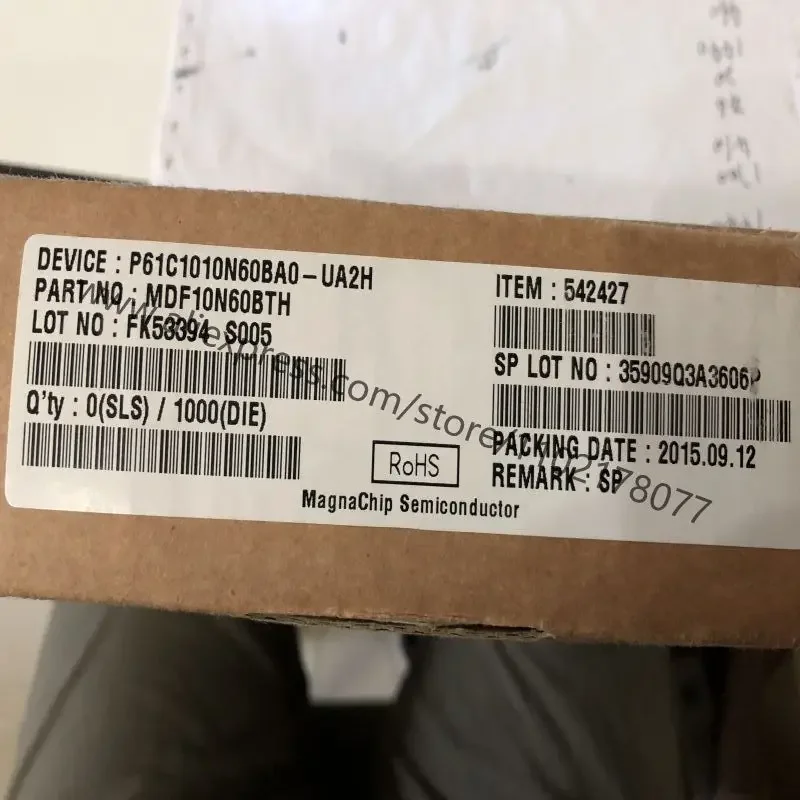 DEVICE : P61C1010N60BA0-UA2H
PART NO : MDF10N60BTH
LOT NO : FK53394 S005
Q'ty : 0(SLS) / 1000(DIE)
RoHS
MagnaChip Semiconductor
ITEM : 542427
SP LOT NO : 35909Q3A3606
PACKING DATE : 2015.09.12
REMARK : SP